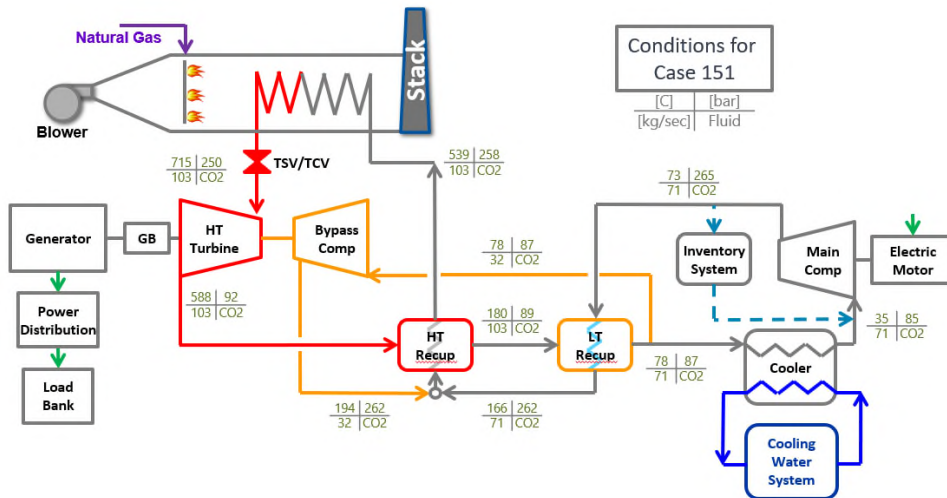 Natural Gas
Blower
Stack
Conditions for
Case 151
[C] [bar]
[kg/sec] Fluid
TSV/TCV
715 250
103 CO2
539 258
103 CO2
73 265
71 CO2
Generator
GB
HT
Turbine
Bypass
Comp
78 87
32 CO2
Inventory
System
Main
Comp
Electric
Motor
588 92
103 CO2
Power
Distribution
180 89
103 CO2
HT
Recup
LT
Recup
35 85
71 CO2
78 87
71 CO2
Cooler
Load
Bank
194 262
32 CO2
166 262
71 CO2
Cooling
Water
System